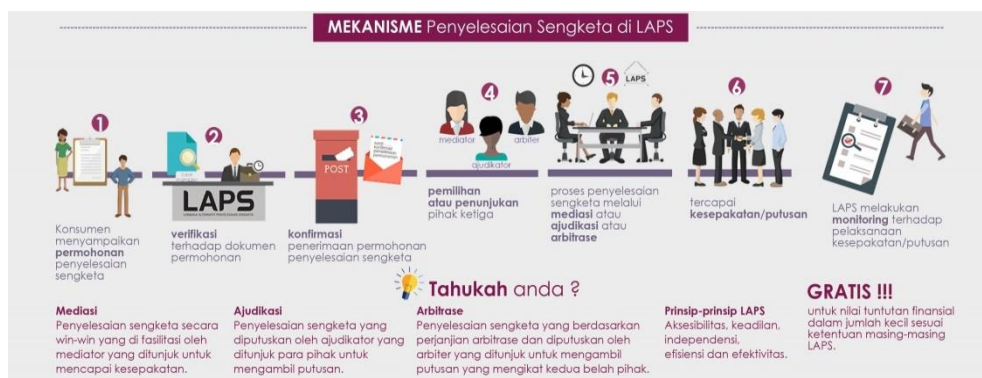 MEKANISME Penyelesaian Sengketa di LAPS
1
Konsumen
menyampaikan
permohonan
penyelesaian
sengketa
2
LAPS
LEMBAGA ALTERNATIF PENYELESAIAN SENGKETA
verifikasi
terhadap dokumen
permohonan
3
POST
konfirmasi
penerimaan permohonan
penyelesaian sengketa
4
mediator
arbiter
ajudikator
pemilihan
atau penunjukan
pihak ketiga
5
LAPS
proses penyelesaian
sengketa melalui
mediasi atau
ajudikasi atau
arbitrase
6
tercapai
kesepakatan/putusan
7
LAPS melakukan
monitoring terhadap
pelaksanaan
kesepakatan/putusan
Tahukah anda ?
Mediasi
Penyelesaian sengketa secara
win-win yang di fasilitasi oleh
mediator yang ditunjuk untuk
mencapai kesepakatan.
Ajudikasi
Penyelesaian sengketa yang
diputuskan oleh ajudikator yang
ditunjuk para pihak untuk
mengambil putusan.
Arbitrase
Penyelesaian sengketa yang berdasarkan
perjanjian arbitrase dan diputuskan oleh
arbiter yang ditunjuk untuk mengambil
putusan yang mengikat kedua belah pihak.
Prinsip-prinsip LAPS
Aksesibilitas, keadilan,
independensi,
efisiensi dan efektivitas.
GRATIS !!!
untuk nilai tuntutan finansial
dalam jumlah kecil sesuai
ketentuan masing-masing
LAPS.